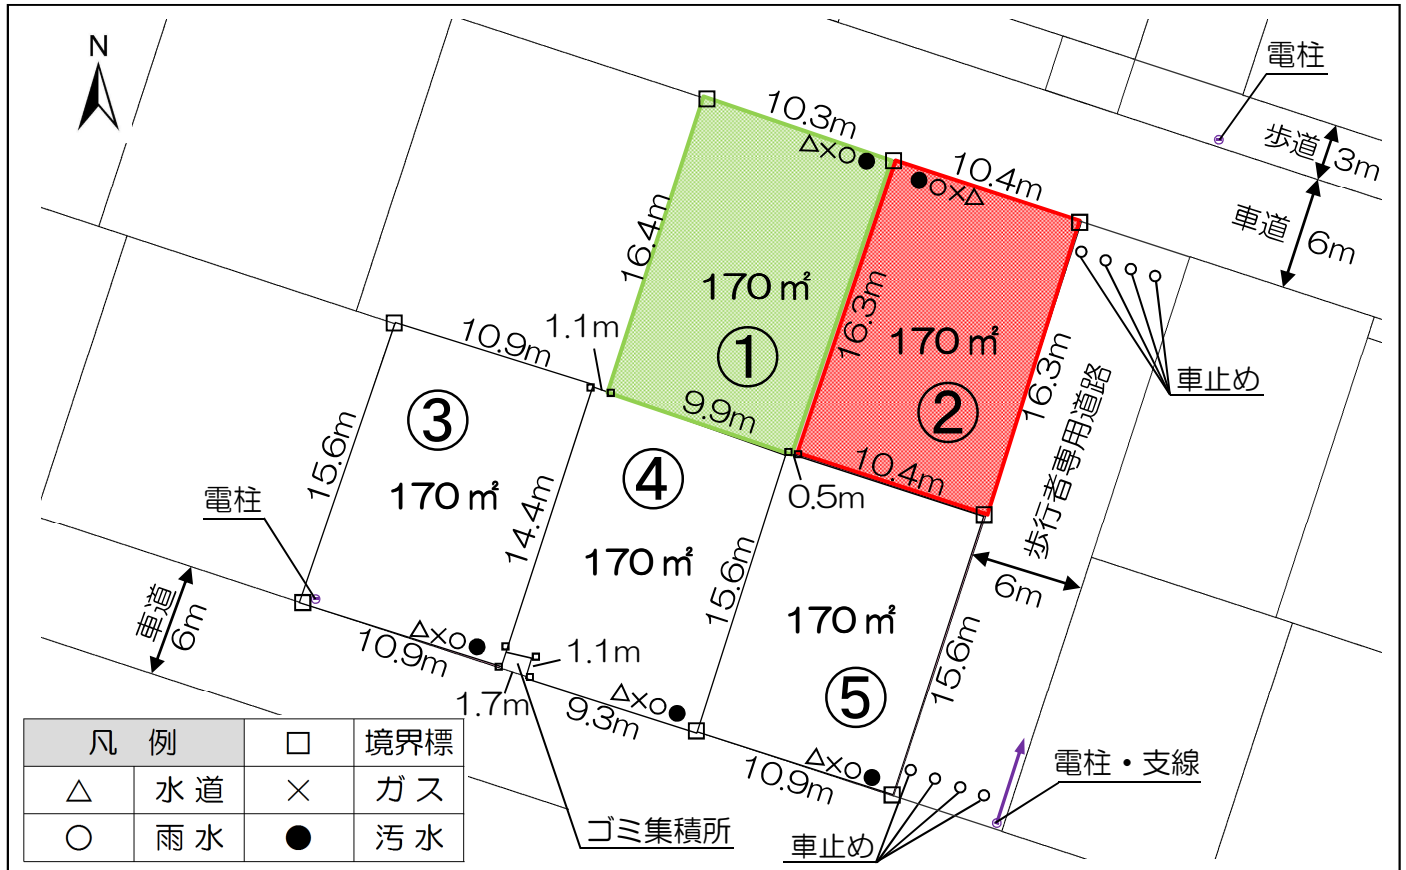 N
電柱
歩道 3m
車道 6m
10.3m
△×○●
10.4m
●○×△
16.4m
170㎡
①
16.3m
170㎡
②
16.3m
車止め
歩行者専用道路
6m
10.9m
1.1m
9.9m
10.4m
0.5m
③
170㎡
15.6m
14.4m
④
170㎡
15.6m
170㎡
⑤
15.6m
電柱
車道
6m
△×○●
10.9m
1.1m
1.7m
△×○●
9.3m
△×○●
10.9m
電柱・支線
車止め
ゴミ集積所
凡 例 □ 境界標
△ 水道 × ガス
○ 雨水 ● 汚水